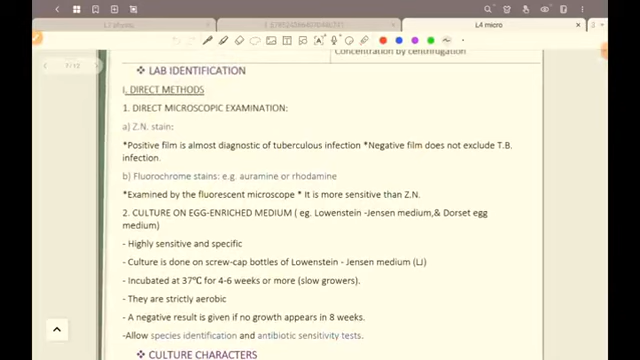 L4 micro
7 / 12
Concentration by centrifugation
❖ LAB IDENTIFICATION
I. DIRECT METHODS
1. DIRECT MICROSCOPIC EXAMINATION:
a) Z.N. stain:
*Positive film is almost diagnostic of tuberculous infection *Negative film does not exclude T.B.
infection.
b) Fluorochrome stains: e.g. auramine or rhodamine
*Examined by the fluorescent microscope * It is more sensitive than Z.N.
2. CULTURE ON EGG-ENRICHED MEDIUM ( eg. Lowenstein -Jensen medium,& Dorset egg
medium)
- Highly sensitive and specific
- Culture is done on screw-cap bottles of Lowenstein - Jensen medium (LJ)
- Incubated at 37℃ for 4-6 weeks or more (slow growers).
- They are strictly aerobic
- A negative result is given if no growth appears in 8 weeks.
-Allow species identification and antibiotic sensitivity tests.
❖ CULTURE CHARACTERS